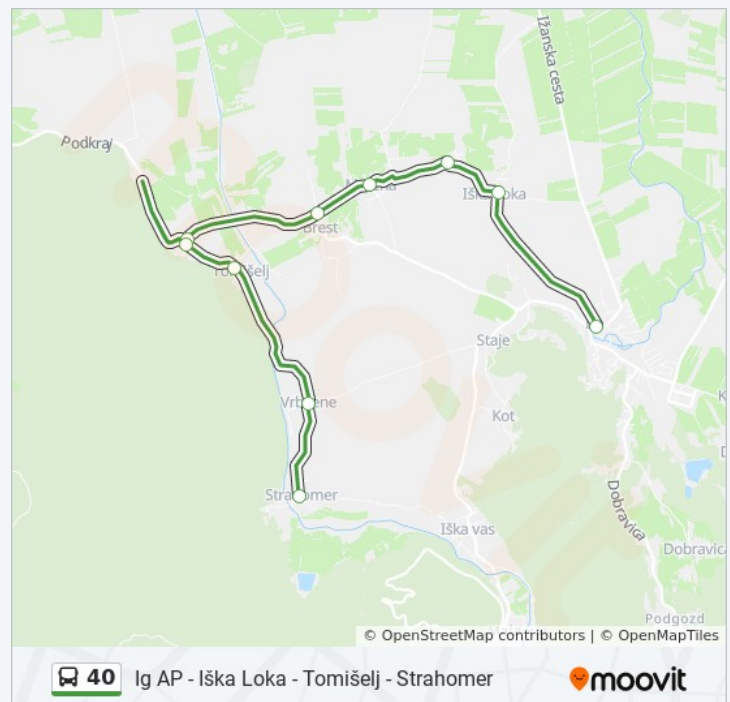 Ižanska cesta
Podkraj
Iška Loka
Brest
Tomišelj
Staje
Vrbljene
Kot
Strahomer
Dobravica
Iška vas
Dobravica
Podgozd
© OpenStreetMap contributors | © OpenMapTiles
40 Ig AP - Iška Loka - Tomišelj - Strahomer
moovit